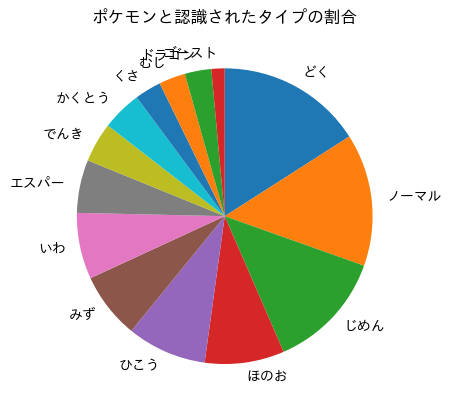 ポケモンと認識されたタイプの割合
どく
ノーマル
じめん
ほのお
ひこう
みず
いわ
エスパー
でんき
かくとう
くさ
むし
ドラゴン
ゴースト